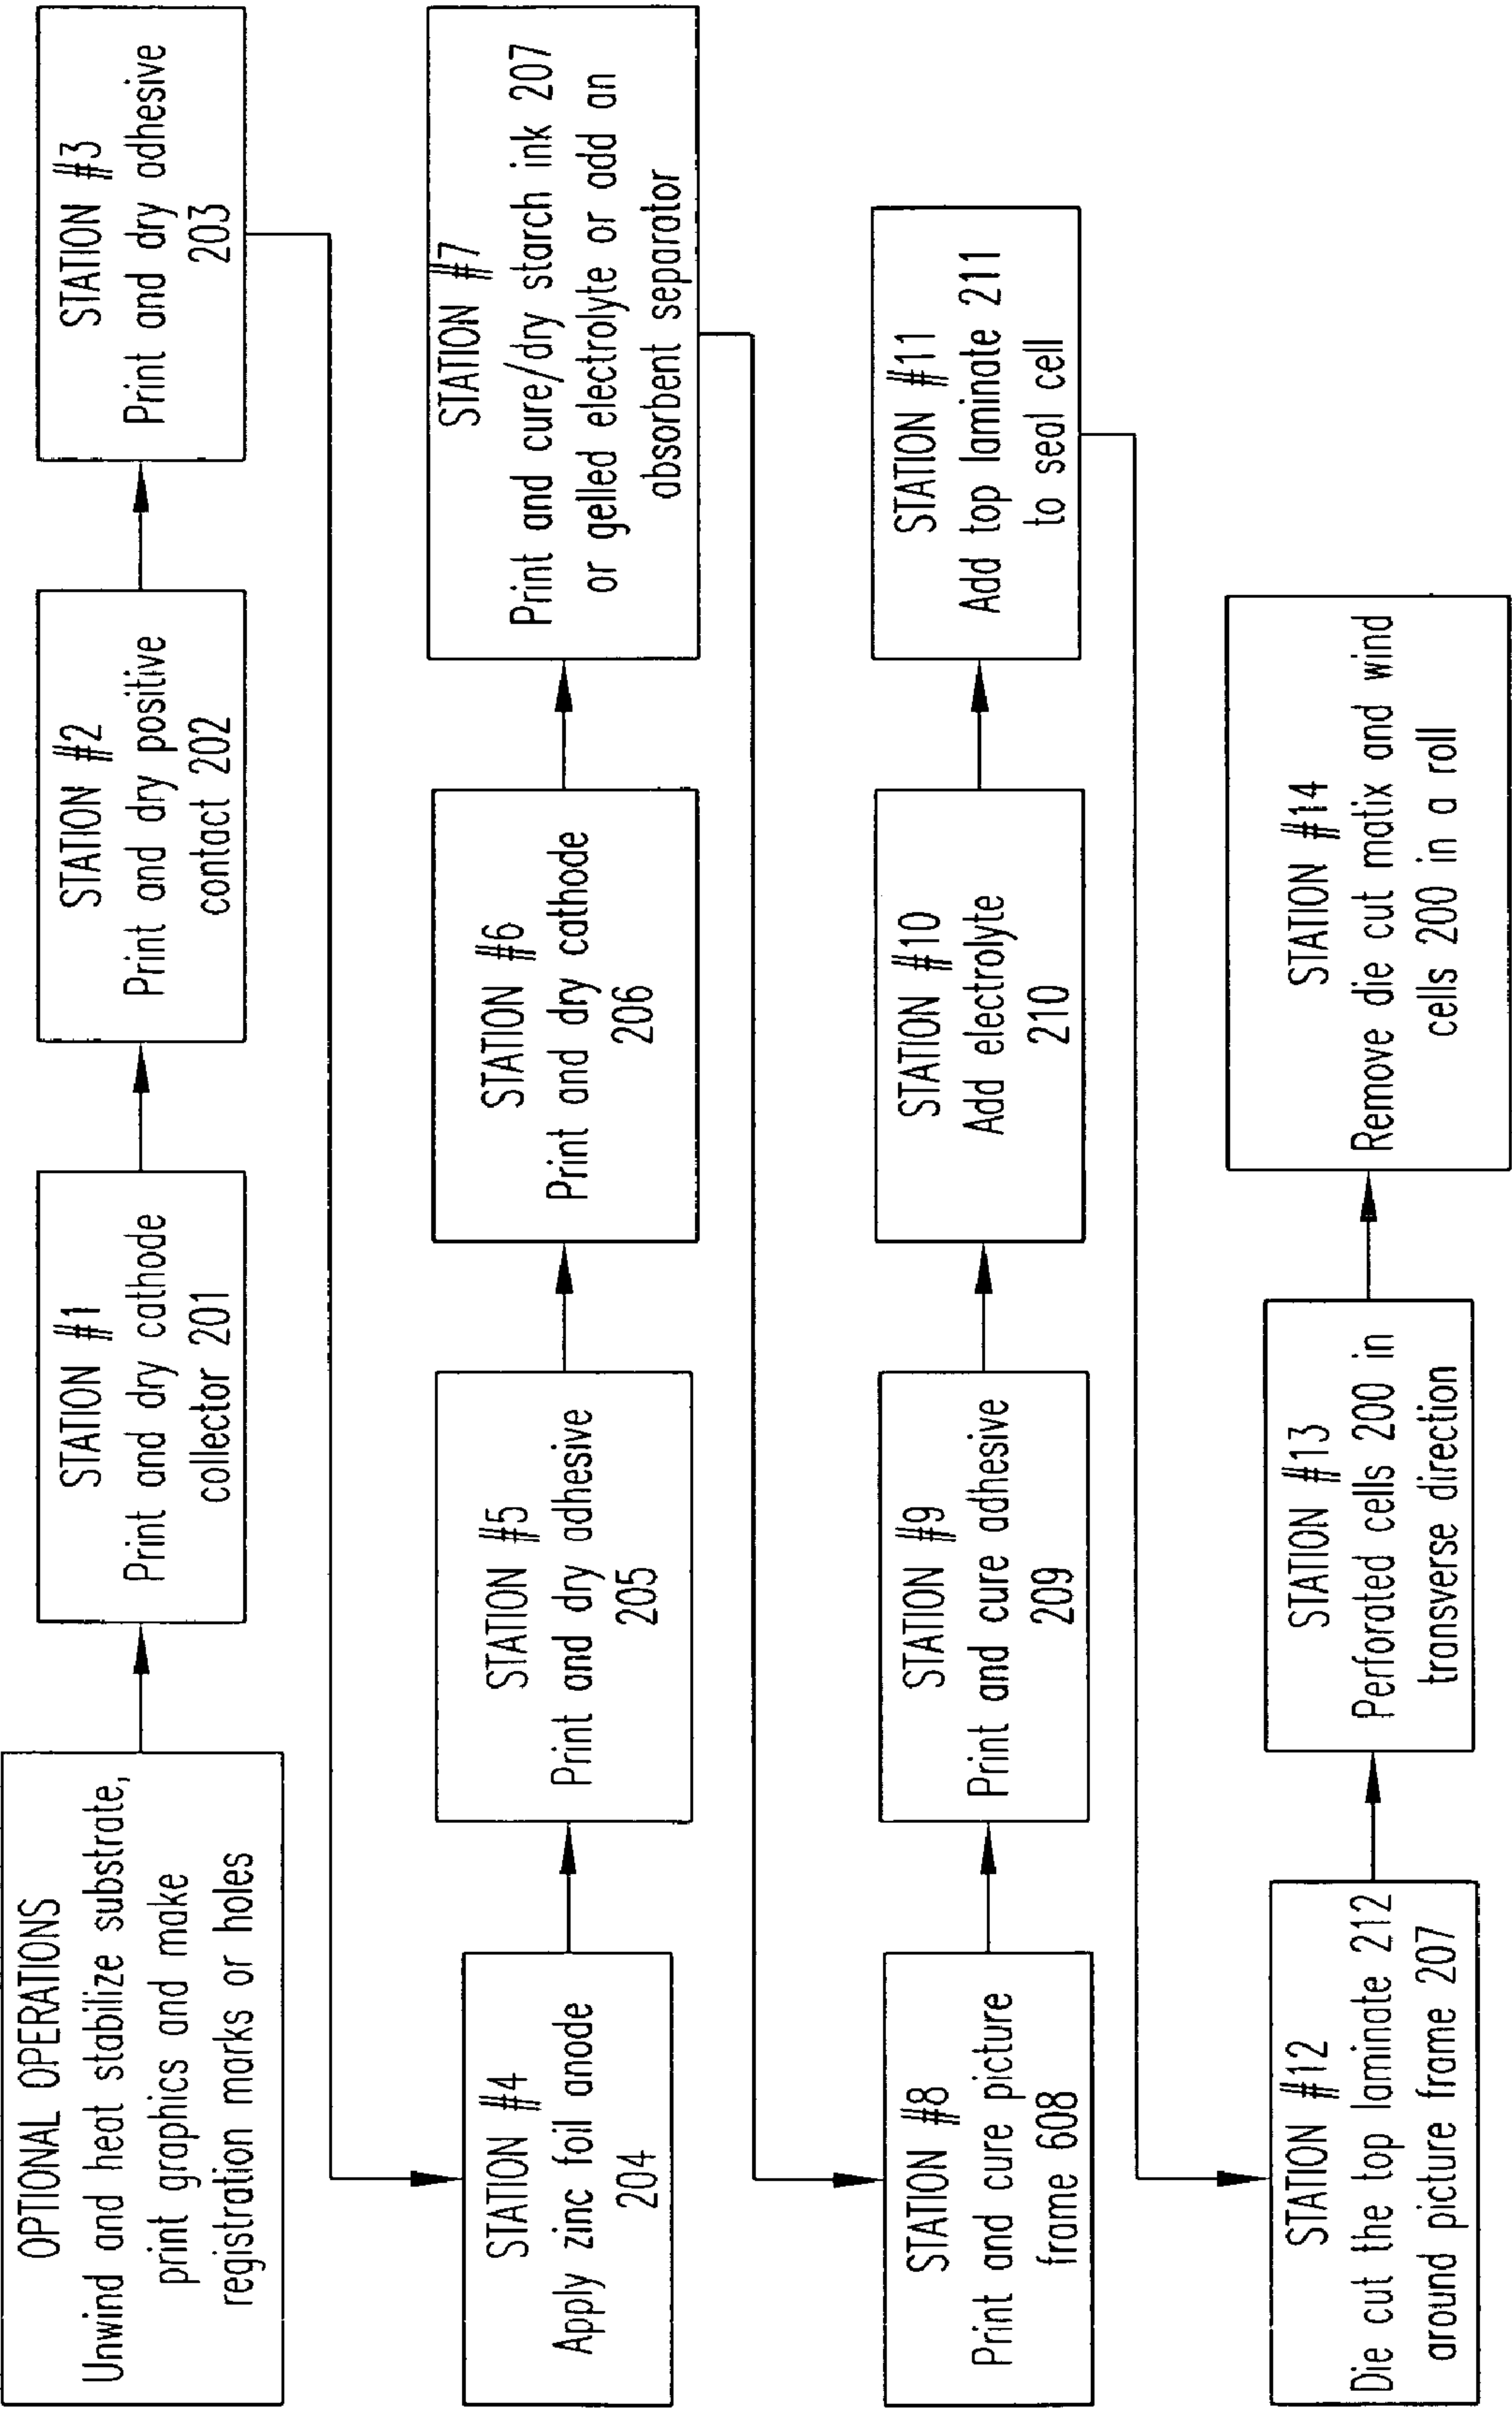 OPTIONAL OPERATIONS
Unwind and heat stabilize substrate,
print graphics and make
registration marks or holes
STATION #1
Print and dry cathode
collector 201
STATION #2
Print and dry positive
contact 202
STATION #3
Print and dry adhesive
203
STATION #4
Apply zinc foil anode
204
STATION #5
Print and dry adhesive
205
STATION #6
Print and dry cathode
206
STATION #7
Print and cure/dry starch ink 207
or gelled electrolyte or add an
absorbent separator
STATION #8
Print and cure picture
frame 608
STATION #9
Print and cure adhesive
209
STATION #10
Add electrolyte
210
STATION #11
Add top laminate 211
to seal cell
STATION #12
Die cut the top laminate 212
around picture frame 207
STATION #13
Perforated cells 200 in
transverse direction
STATION #14
Remove die cut matix and wind
cells 200 in a roll